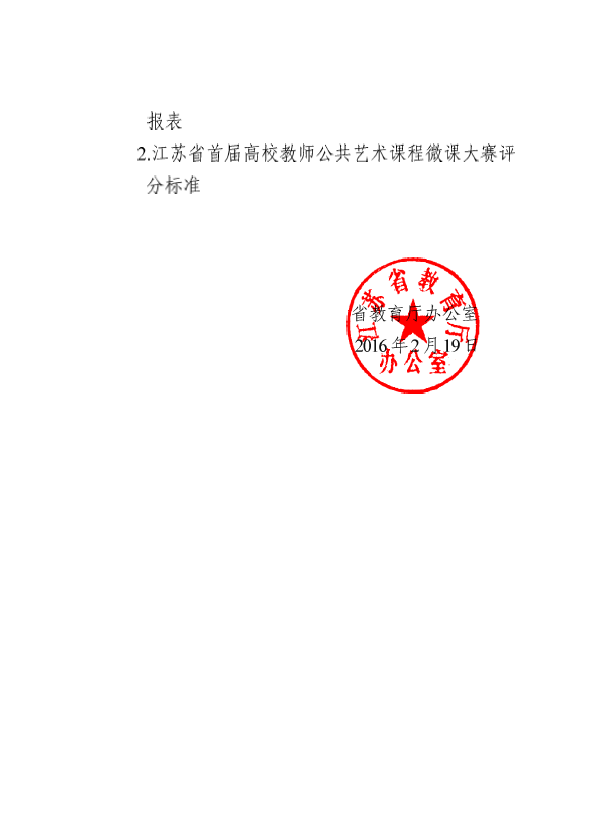 报表
2.江苏省首届高校教师公共艺术课程微课大赛评
分标准
江苏省教育厅
办公室
省教育厅办公室
2016年2月19日